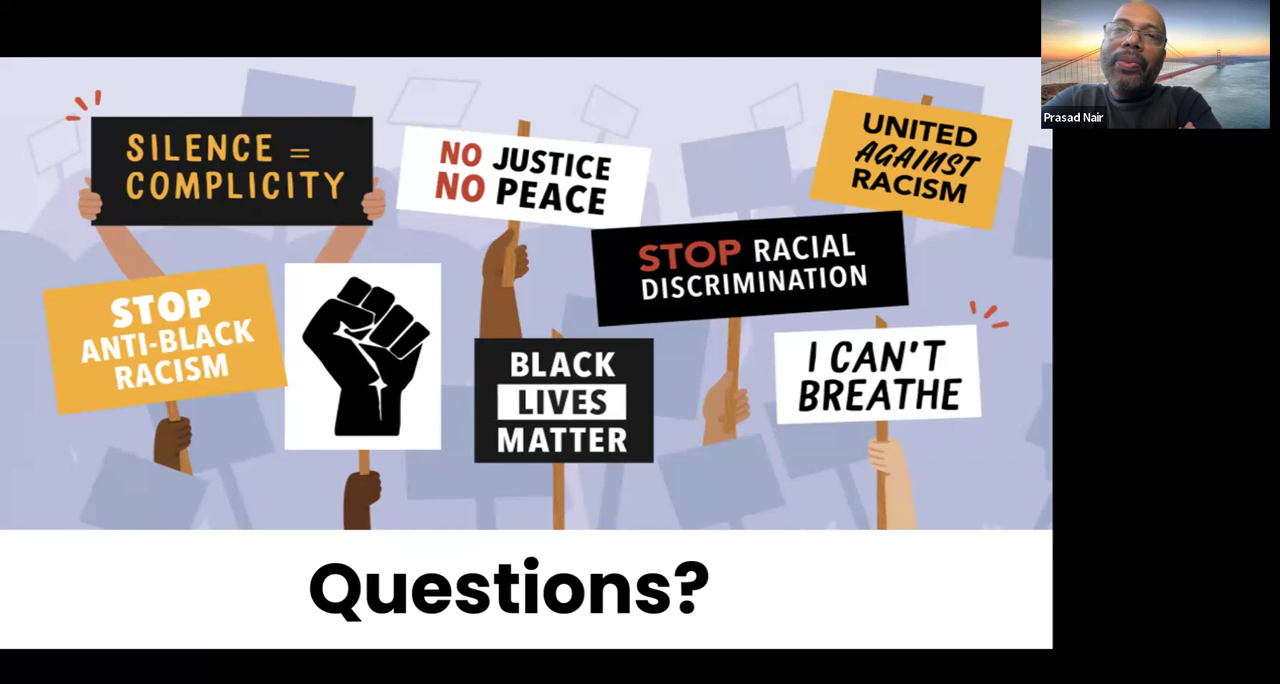 Prasad Nair
SILENCE =
COMPLICITY
NO JUSTICE
NO PEACE
UNITED
AGAINST
RACISM
STOP RACIAL
DISCRIMINATION
STOP
ANTI-BLACK
RACISM
BLACK
LIVES
MATTER
I CAN'T
BREATHE
Questions?